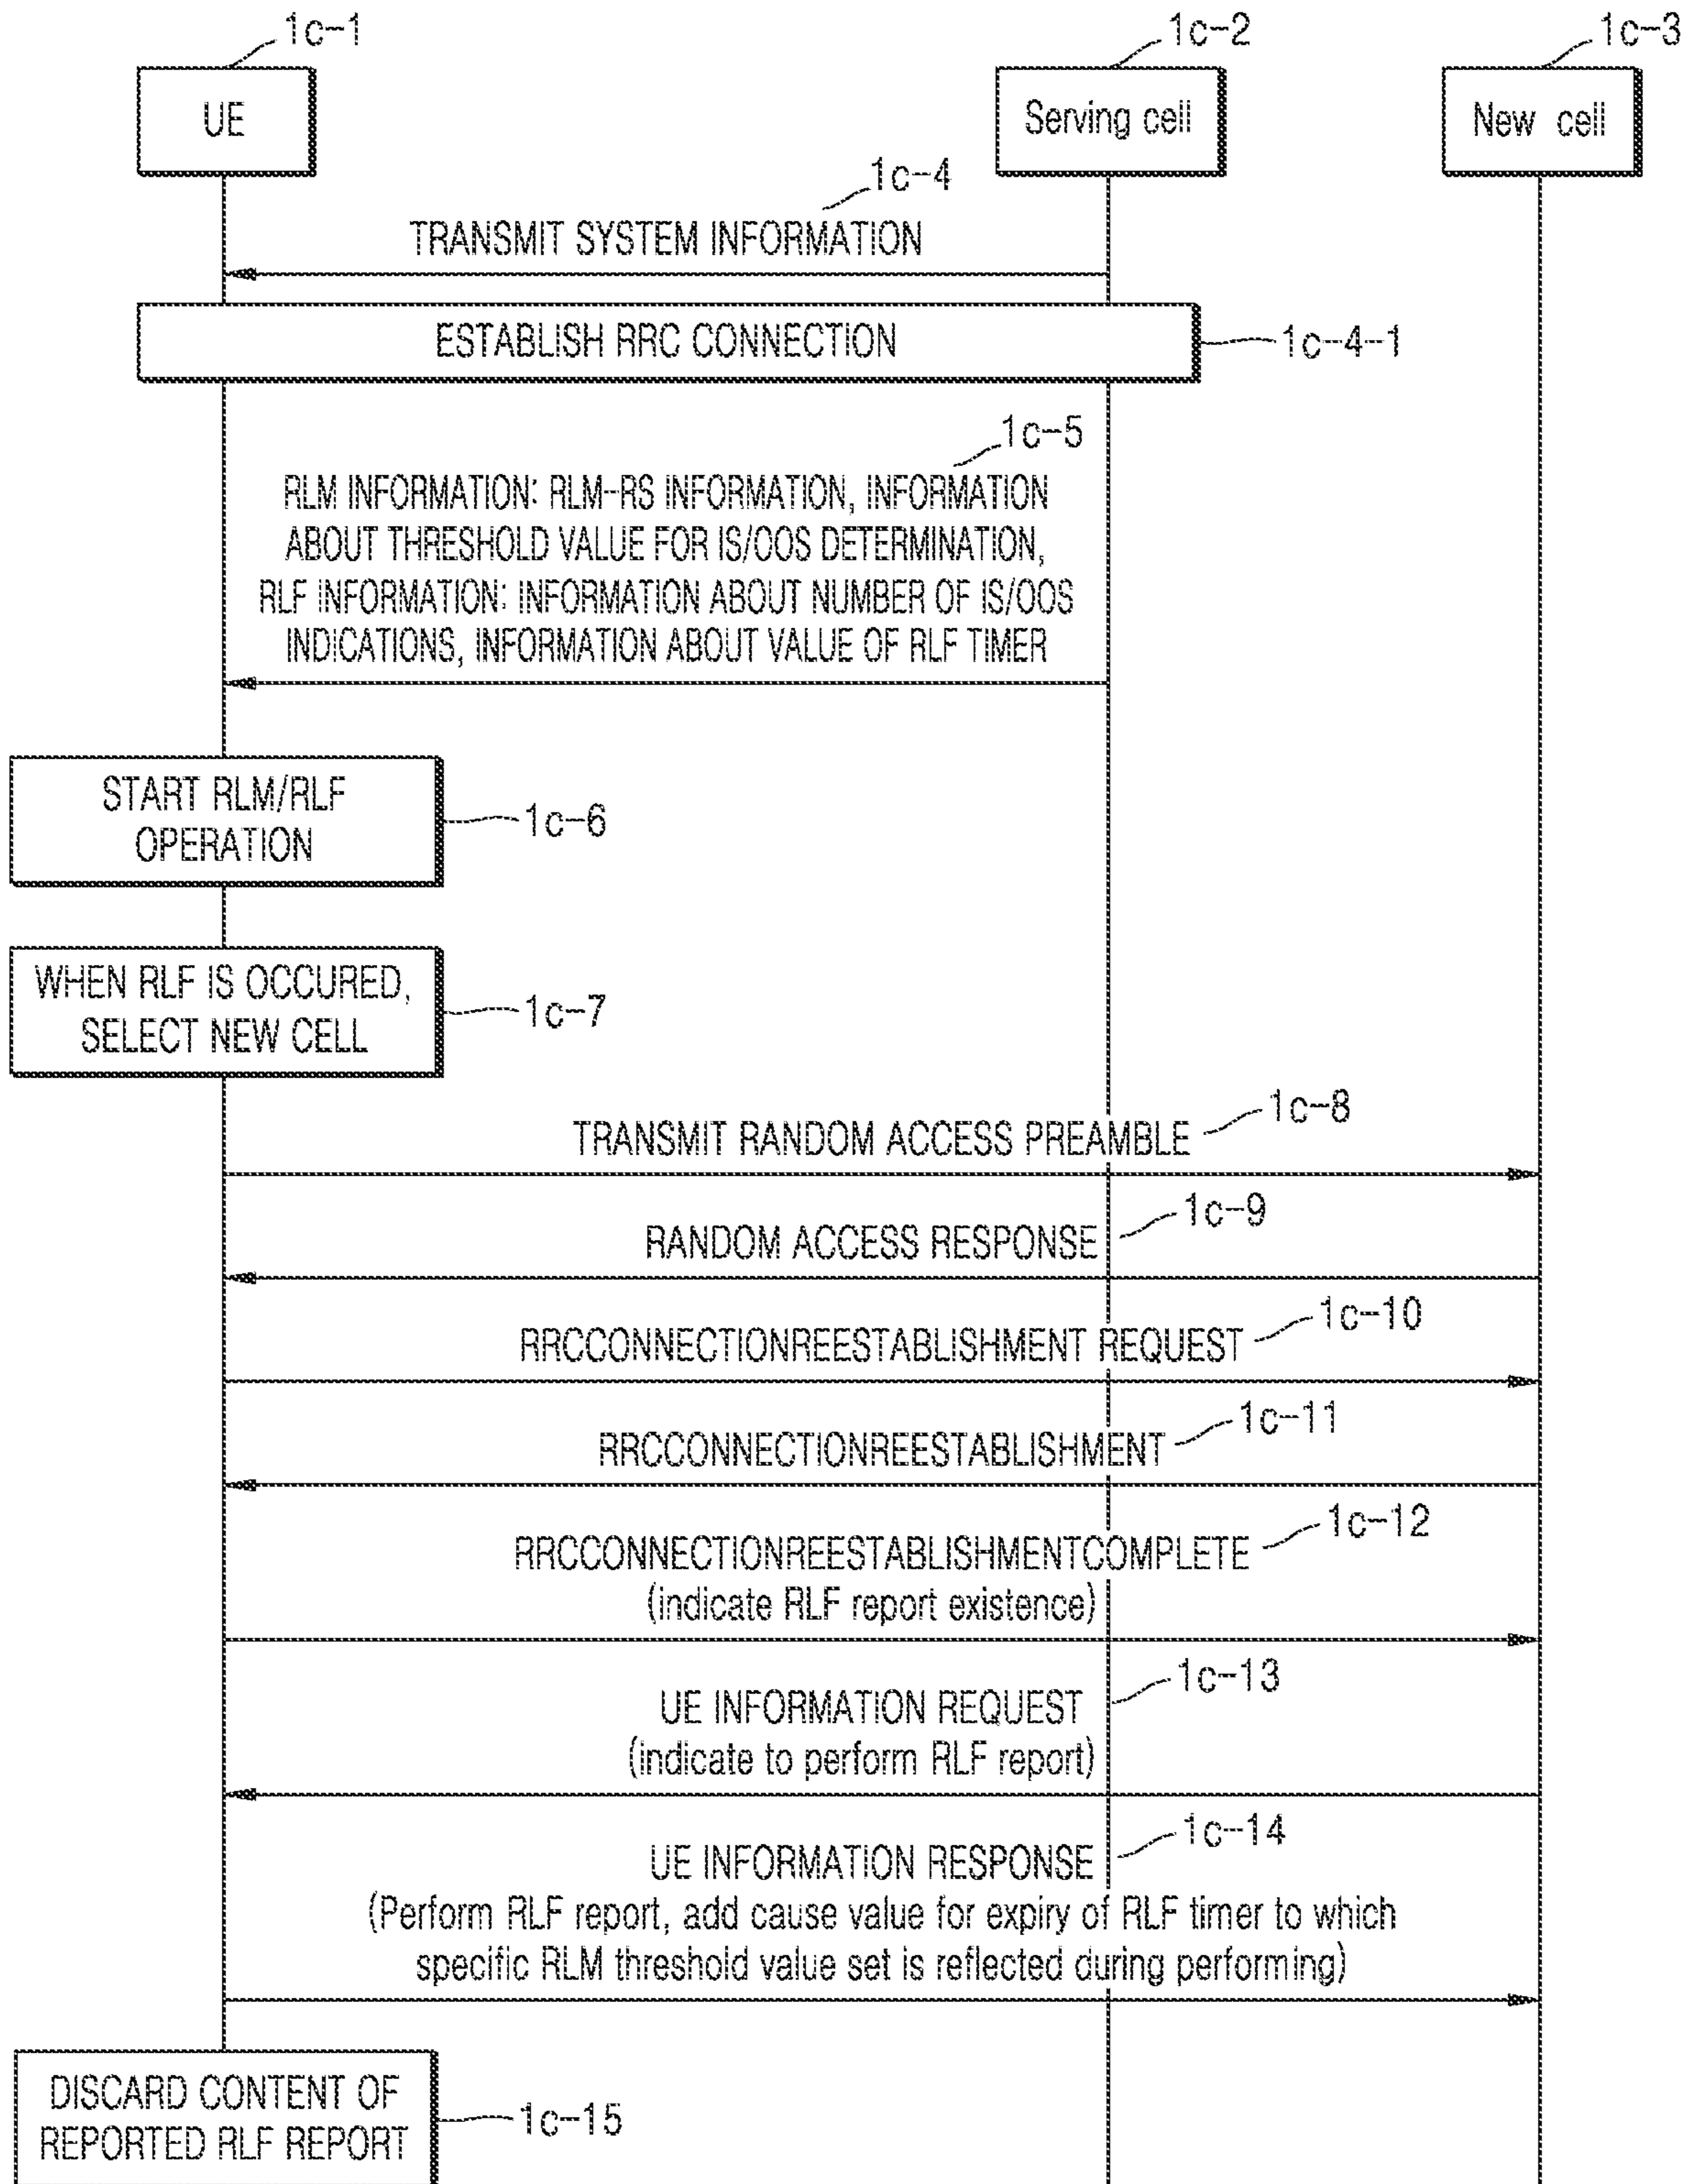 1c-1
1c-2
1c-3
UE
Serving cell
New cell
1c-4
TRANSMIT SYSTEM INFORMATION
ESTABLISH RRC CONNECTION
1c-4-1
1c-5
RLM INFORMATION: RLM-RS INFORMATION, INFORMATION
ABOUT THRESHOLD VALUE FOR IS/OOS DETERMINATION,
RLF INFORMATION: INFORMATION ABOUT NUMBER OF IS/OOS
INDICATIONS, INFORMATION ABOUT VALUE OF RLF TIMER
START RLM/RLF
OPERATION
1c-6
WHEN RLF IS OCCURED,
SELECT NEW CELL
1c-7
1c-8
TRANSMIT RANDOM ACCESS PREAMBLE
1c-9
RANDOM ACCESS RESPONSE
1c-10
RRCCONNECTIONREESTABLISHMENT REQUEST
1c-11
RRCCONNECTIONREESTABLISHMENT
1c-12
RRCCONNECTIONREESTABLISHMENTCOMPLETE
(indicate RLF report existence)
1c-13
UE INFORMATION REQUEST
(indicate to perform RLF report)
1c-14
UE INFORMATION RESPONSE
(Perform RLF report, add cause value for expiry of RLF timer to which
specific RLM threshold value set is reflected during performing)
DISCARD CONTENT OF
REPORTED RLF REPORT
1c-15